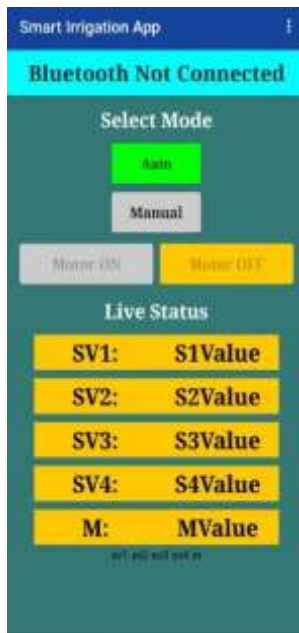 Smart Irrigation App
Bluetooth Not Connected
Select Mode
Auto
Manual
Motor ON Motor OFF
Live Status
SV1: S1Value
SV2: S2Value
SV3: S3Value
SV4: S4Value
M: MValue